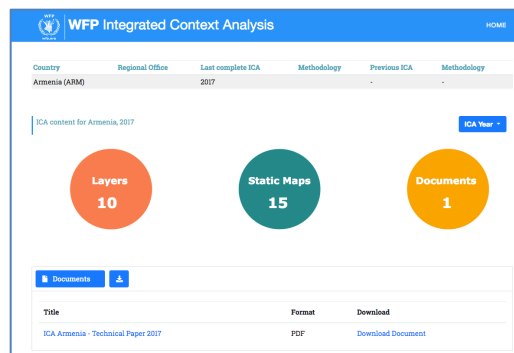 WFP
WFP Integrated Context Analysis
HOME
Country Regional Office Last complete ICA Methodology Previous ICA Methodology
Armenia (ARM) 2017 - -
ICA content for Armenia, 2017
ICA Year
Layers
10
Static Maps
15
Documents
1
Documents
Title Format Download
ICA Armenia - Technical Paper 2017 PDF Download Document